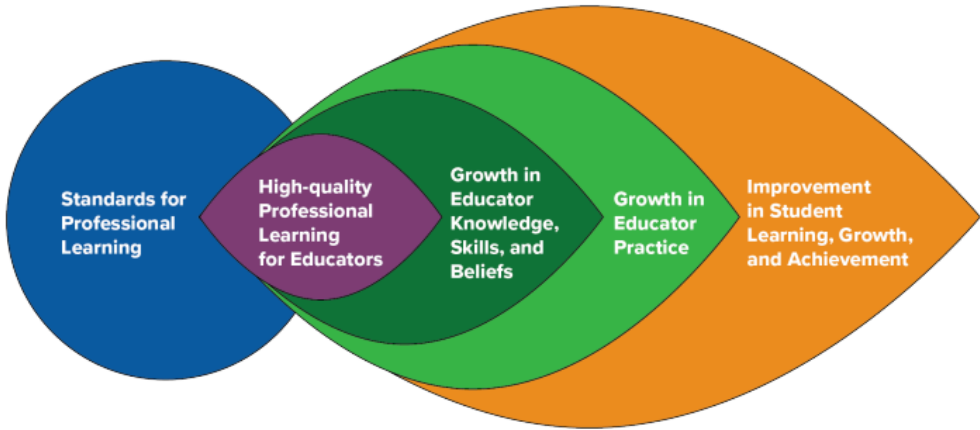 Standards for
Professional
Learning
High-quality
Professional
Learning
for Educators
Growth in
Educator
Knowledge,
Skills, and
Beliefs
Growth in
Educator
Practice
Improvement
in Student
Learning, Growth,
and Achievement